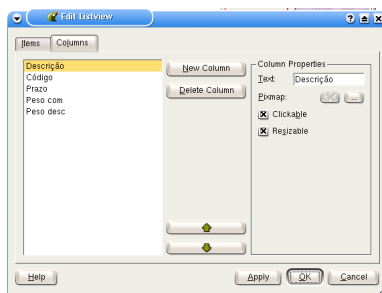 Edit Listview
Items Columns
Descrição
Código
Prazo
Peso com
Peso desc
New Column
Delete Column
Column Properties
Text: Descrição
Pixmap: ...
Clickable
Resizable
Help Apply OK Cancel